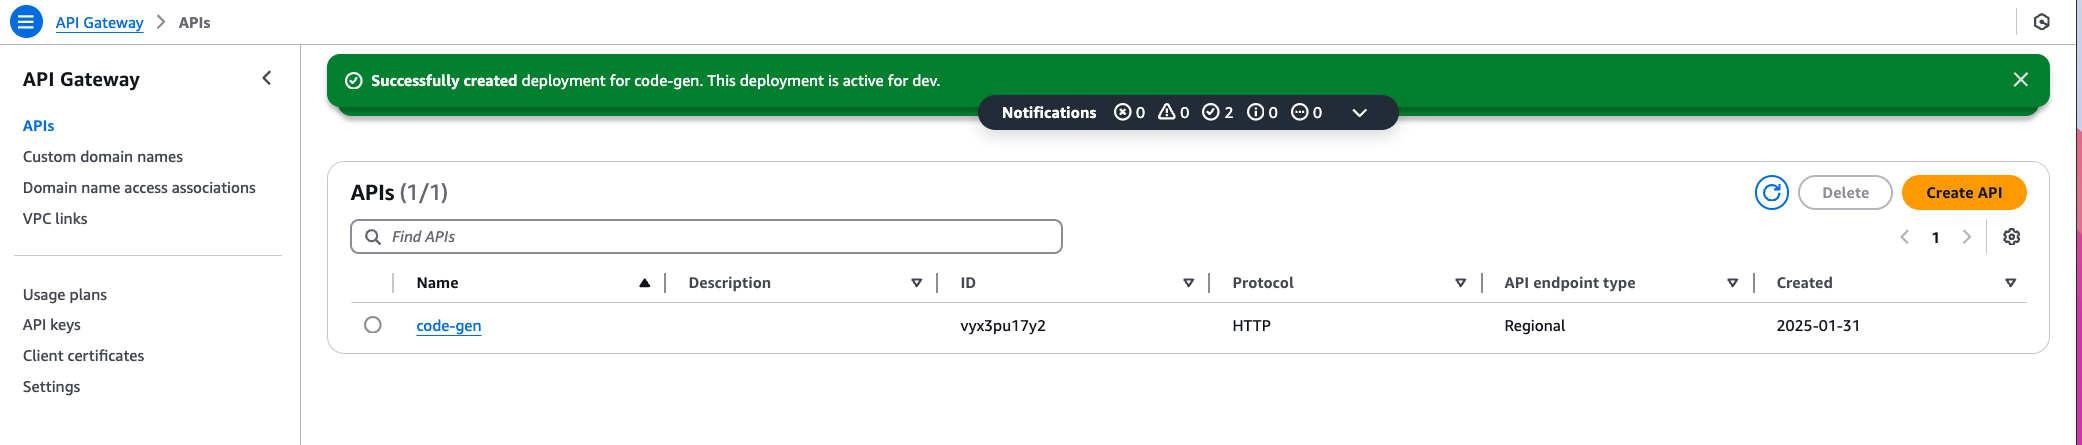 API Gateway > APIs
API Gateway
APIs
Custom domain names
Domain name access associations
VPC links
Usage plans
API keys
Client certificates
Settings
Successfully created deployment for code-gen. This deployment is active for dev.
Notifications 0 0 2 0 0
APIs (1/1)
Delete
Create API
Find APIs
1
Name Description ID Protocol API endpoint type Created
code-gen vyx3pu17y2 HTTP Regional 2025-01-31